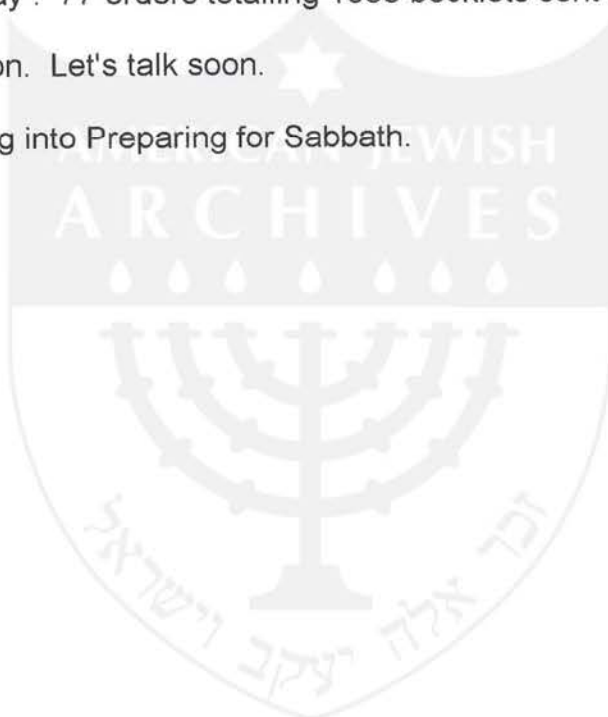 on. Let's talk soon.
g into Preparing for Sabbath.
AMERICAN JEWISH
ARCHIVES
זכר אלה יעקב וישראל